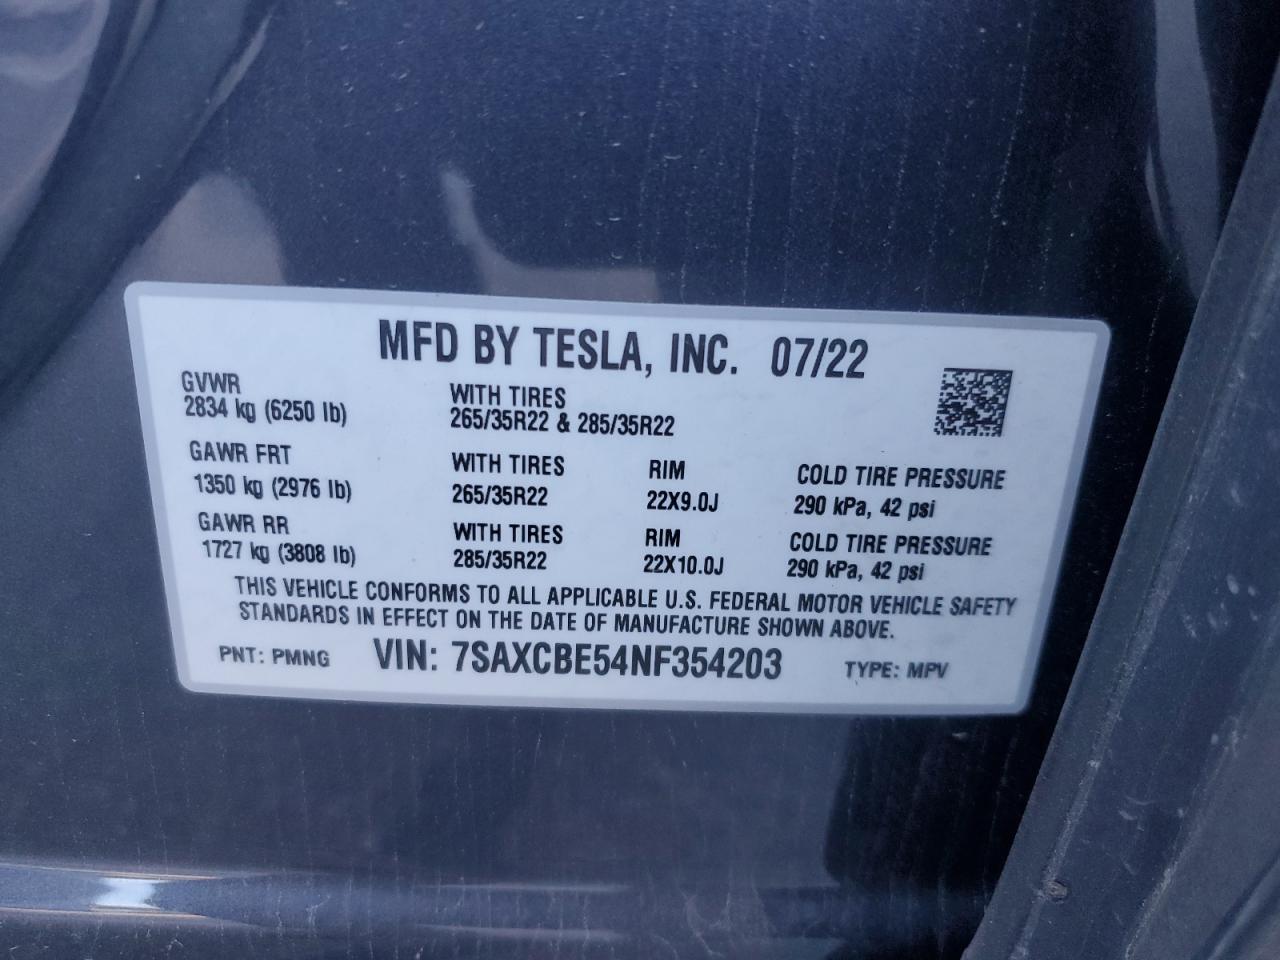 MFD BY TESLA, INC. 07/22
GVWR
2834 kg (6250 lb)
WITH TIRES
265/35R22 & 285/35R22
GAWR FRT
1350 kg (2976 lb)
WITH TIRES
265/35R22
RIM
22X9.0J
COLD TIRE PRESSURE
290 kPa, 42 psi
GAWR RR
1727 kg (3808 lb)
WITH TIRES
285/35R22
RIM
22X10.0J
COLD TIRE PRESSURE
290 kPa, 42 psi
THIS VEHICLE CONFORMS TO ALL APPLICABLE U.S. FEDERAL MOTOR VEHICLE SAFETY
STANDARDS IN EFFECT ON THE DATE OF MANUFACTURE SHOWN ABOVE.
PNT: PMNG VIN: 7SAXCBE54NF354203 TYPE: MPV